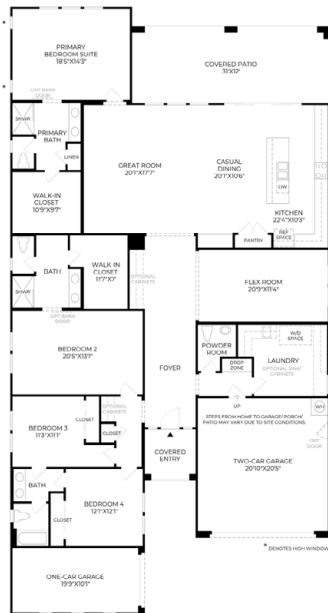 PRIMARY
BEDROOM SUITE
18'5"X14'3"
COVERED PATIO
31'X12'
OPT BARN
DOOR
SHWR
PRIMARY
BATH
LINEN
GREAT ROOM
20'1"X17'7"
CASUAL
DINING
20'1"X10'6"
D/W
WALK-IN
CLOSET
10'9"X9'7"
KITCHEN
22'4"X10'3"
PANTRY
REF
SPACE
BATH
WALK IN
CLOSET
11'7"X7'
OPTIONAL
CABINETS
FLEX ROOM
20'9"X11'4"
SHWR
OPT BARN
DOOR
BEDROOM 2
20'5"X13'1"
FOYER
POWDER
ROOM
W/D
SPACE
LAUNDRY
OPTIONAL SINK/
CABINETS
DROP
ZONE
UP
BEDROOM 3
11'3"X11'1"
CLOSET
OPTIONAL
CABINETS
CLOSET
STEPS FROM HOME TO GARAGE/ PORCH/
PATIO MAY VARY DUE TO SITE CONDITIONS.
W/H
OPT
DOOR
COVERED
ENTRY
TWO-CAR GARAGE
20'10"X20'5"
BATH
BEDROOM 4
12'1"X12'1"
CLOSET
* DENOTES HIGH WINDOW
ONE-CAR GARAGE
19'9"X10'1"